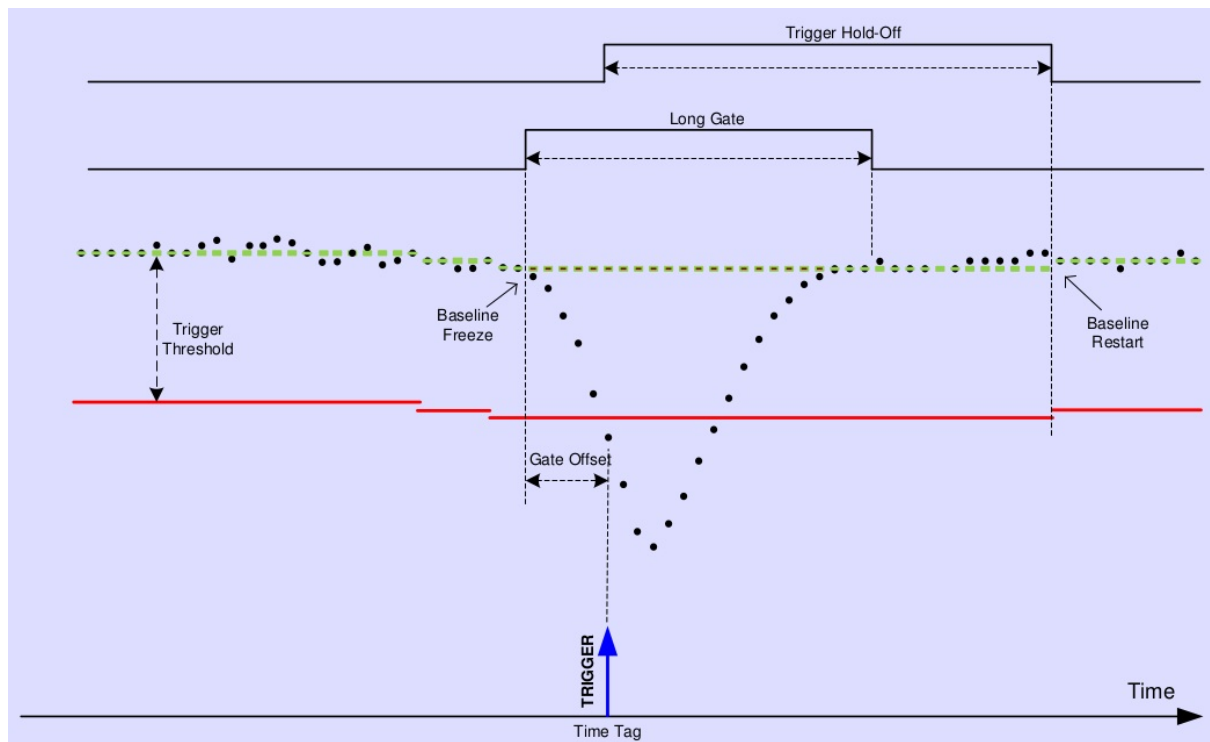 Trigger Hold-Off
Long Gate
Baseline
Freeze
Trigger
Threshold
Baseline
Restart
Gate Offset
TRIGGER
Time
Time Tag